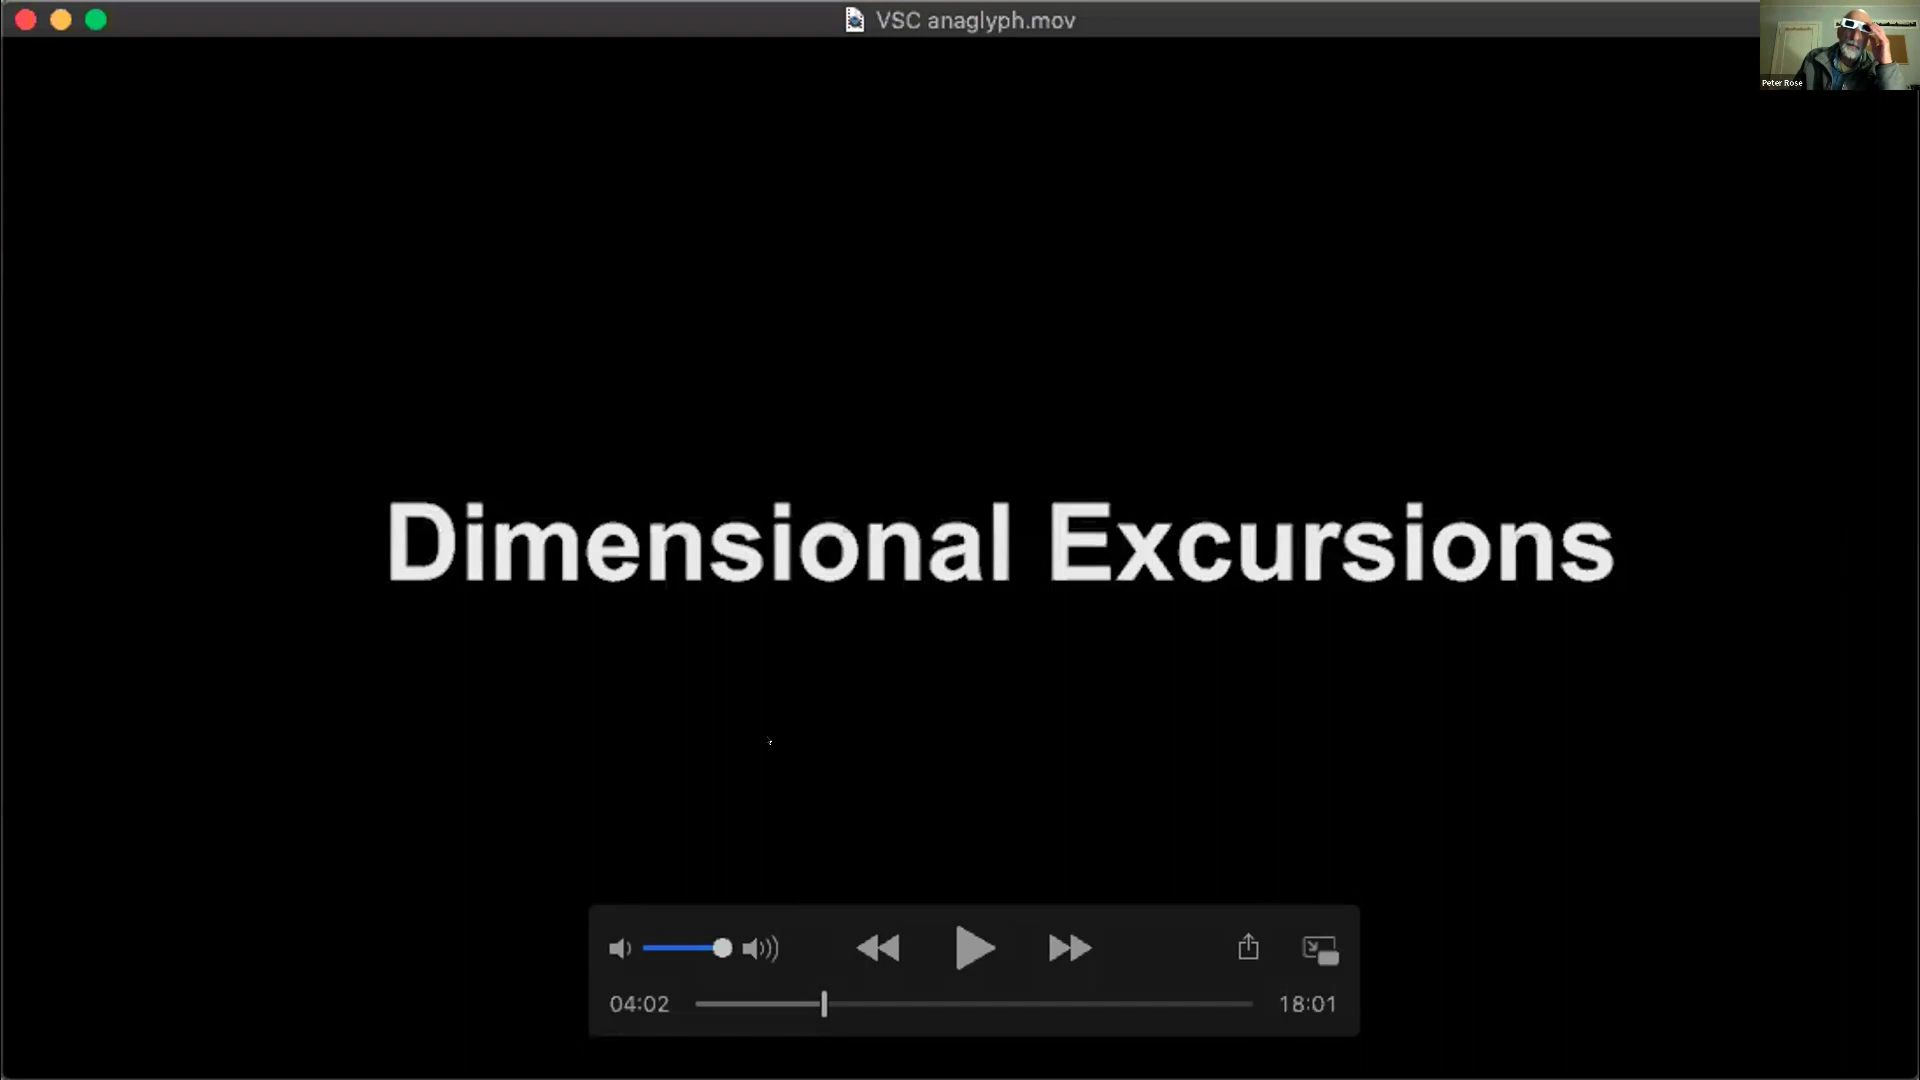 VSC anaglyph.mov
Peter Rose
Dimensional Excursions
04:02
18:01